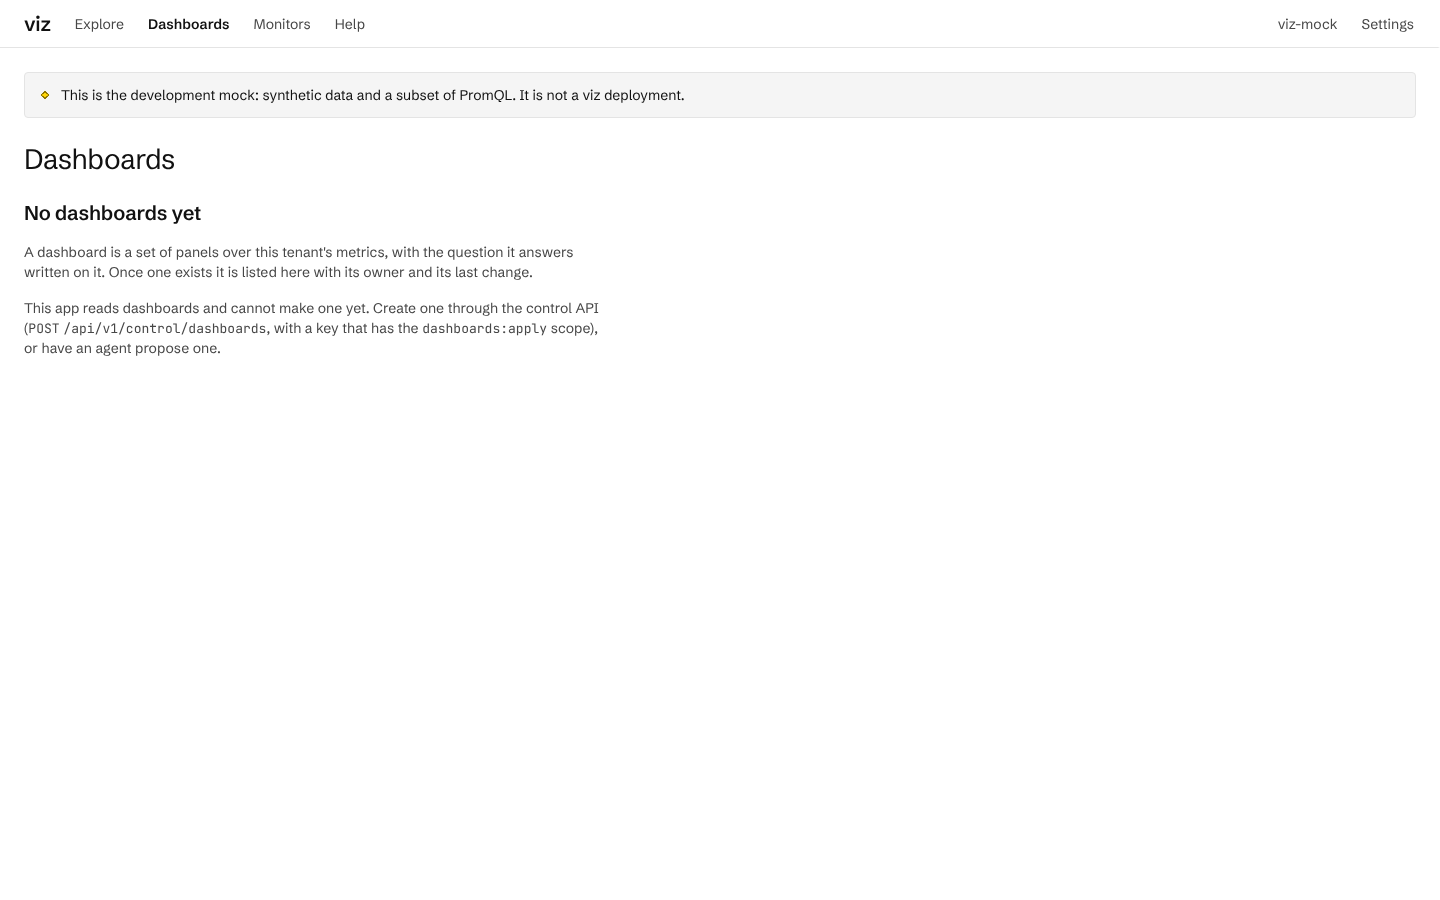 viz
Explore
Dashboards
Monitors
Help
viz-mock
Settings
This is the development mock: synthetic data and a subset of PromQL. It is not a viz deployment.
Dashboards
No dashboards yet
A dashboard is a set of panels over this tenant's metrics, with the question it answers
written on it. Once one exists it is listed here with its owner and its last change.
This app reads dashboards and cannot make one yet. Create one through the control API
(POST /api/v1/control/dashboards, with a key that has the dashboards:apply scope),
or have an agent propose one.